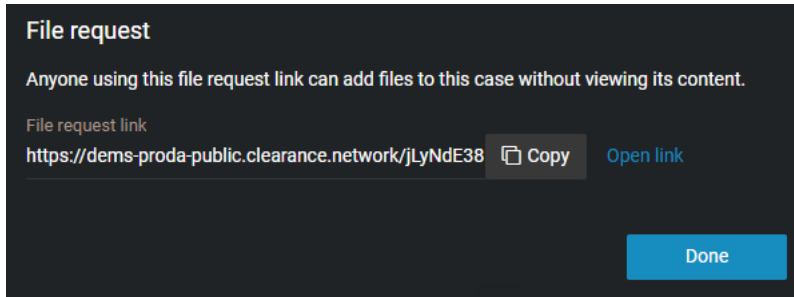 File request
Anyone using this file request link can add files to this case without viewing its content.
File request link
https://dems-proda-public.clearance.network/jLyNdE38 Copy Open link
Done